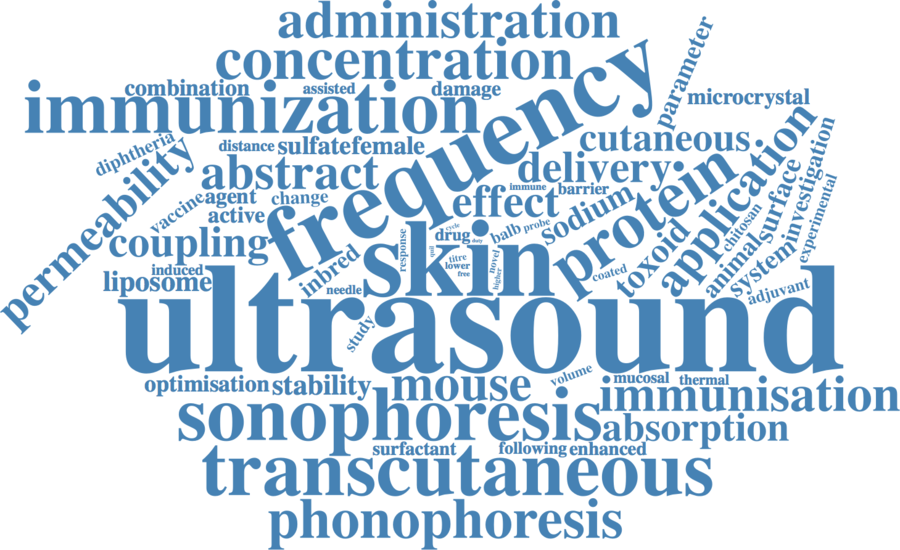 administration
concentration
frequency
parameter
combination
assisted
damage
microcrystal
immunization
diphtheria
distance
sulfate
female
cutaneous
permeability
abstract
delivery
protein
application
investigation
vaccine
agent
change
immune
barrier
effect
sodium
surface
active
coupling
response
cycle
drug
duty
balb
probe
toxoid
chitosan
animal
system
experimental
inbred
skin
quil
titre
lower
free
novel
higher
coated
induced
liposome
needle
adjuvant
ultrasound
study
optimisation
stability
mouse
volume
mucosal
thermal
immunisation
sonophoresis
absorption
surfactant
following
enhanced
transcutaneous
phonophoresis